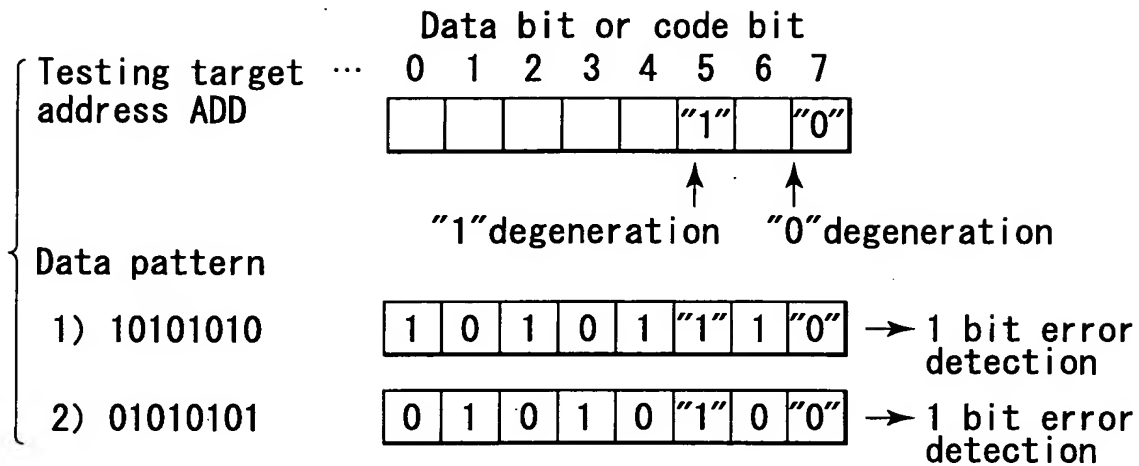 Data bit or code bit
Testing target address ADD ... 0 1 2 3 4 5 6 7
"1" "0"
"1"degeneration "0"degeneration
Data pattern
1) 10101010 1 0 1 0 1 "1" 1 "0" → 1 bit error detection
2) 01010101 0 1 0 1 0 "1" 0 "0" → 1 bit error detection